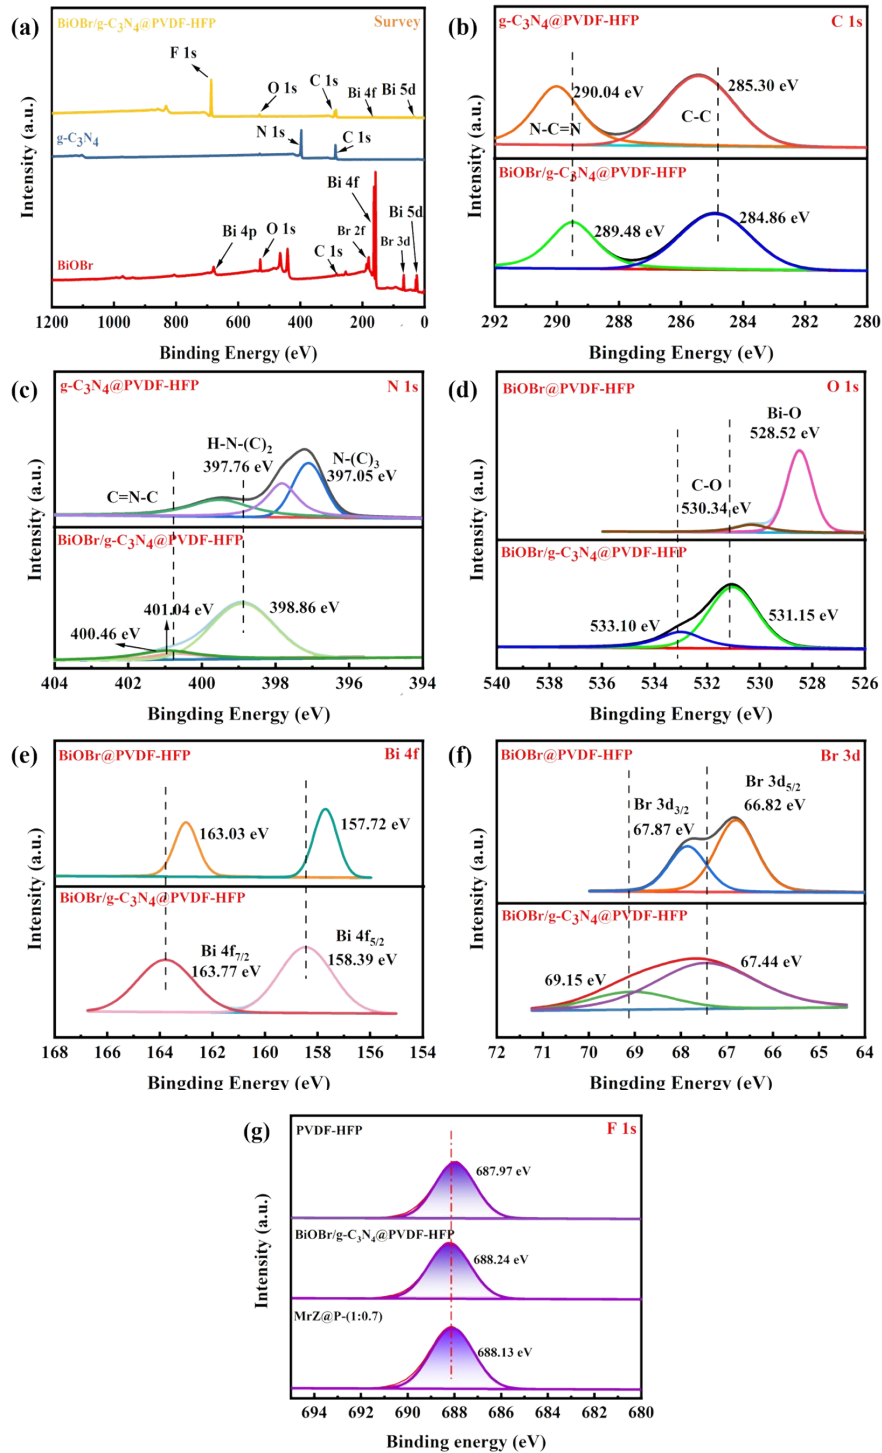 (a)
BiOBr/g-C3N4@PVDF-HFP
Survey
F 1s
O 1s
C 1s
Bi 4f
Bi 5d
g-C3N4
N 1s
C 1s
Bi 4f
Bi 5d
Bi 4p
O 1s
Br 2f
C 1s
Br 3d
BiOBr
Intensity (a.u.)
1200 1000 800 600 400 200 0
Binding Energy (eV)
(b)
g-C3N4@PVDF-HFP
C 1s
290.04 eV
285.30 eV
N-C=N
C-C
BiOBr/g-C3N4@PVDF-HFP
289.48 eV
284.86 eV
Intensity (a.u.)
292 290 288 286 284 282 280
Bingding Energy (eV)
(c)
g-C3N4@PVDF-HFP
N 1s
H-N-(C)2
397.76 eV
N-(C)3
397.05 eV
C=N-C
BiOBr/g-C3N4@PVDF-HFP
401.04 eV
400.46 eV
398.86 eV
Intensity (a.u.)
404 402 400 398 396 394
Bingding Energy (eV)
(d)
BiOBr@PVDF-HFP
O 1s
Bi-O
528.52 eV
C-O
530.34 eV
BiOBr/g-C3N4@PVDF-HFP
533.10 eV
531.15 eV
Intensity (a.u.)
540 538 536 534 532 530 528 526
Bingding Energy (eV)
(e)
BiOBr@PVDF-HFP
Bi 4f
163.03 eV
157.72 eV
BiOBr/g-C3N4@PVDF-HFP
Bi 4f7/2
163.77 eV
Bi 4f5/2
158.39 eV
Intensity (a.u.)
168 166 164 162 160 158 156 154
Bingding Energy (eV)
(f)
BiOBr@PVDF-HFP
Br 3d
Br 3d3/2
67.87 eV
Br 3d5/2
66.82 eV
BiOBr/g-C3N4@PVDF-HFP
69.15 eV
67.44 eV
Intensity (a.u.)
72 71 70 69 68 67 66 65 64
Bingding Energy (eV)
(g)
PVDF-HFP
F 1s
687.97 eV
BiOBr/g-C3N4@PVDF-HFP
688.24 eV
MrZ@P-(1:0.7)
688.13 eV
Intensity (a.u.)
694 692 690 688 686 684 682 680
Binding energy (eV)